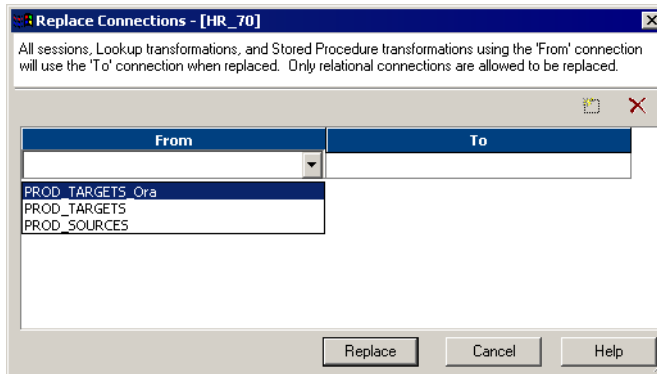 Replace Connections - [HR_70]
All sessions, Lookup transformations, and Stored Procedure transformations using the 'From' connection
will use the 'To' connection when replaced. Only relational connections are allowed to be replaced.
From To
PROD_TARGETS_Ora
PROD_TARGETS
PROD_SOURCES
Replace Cancel Help